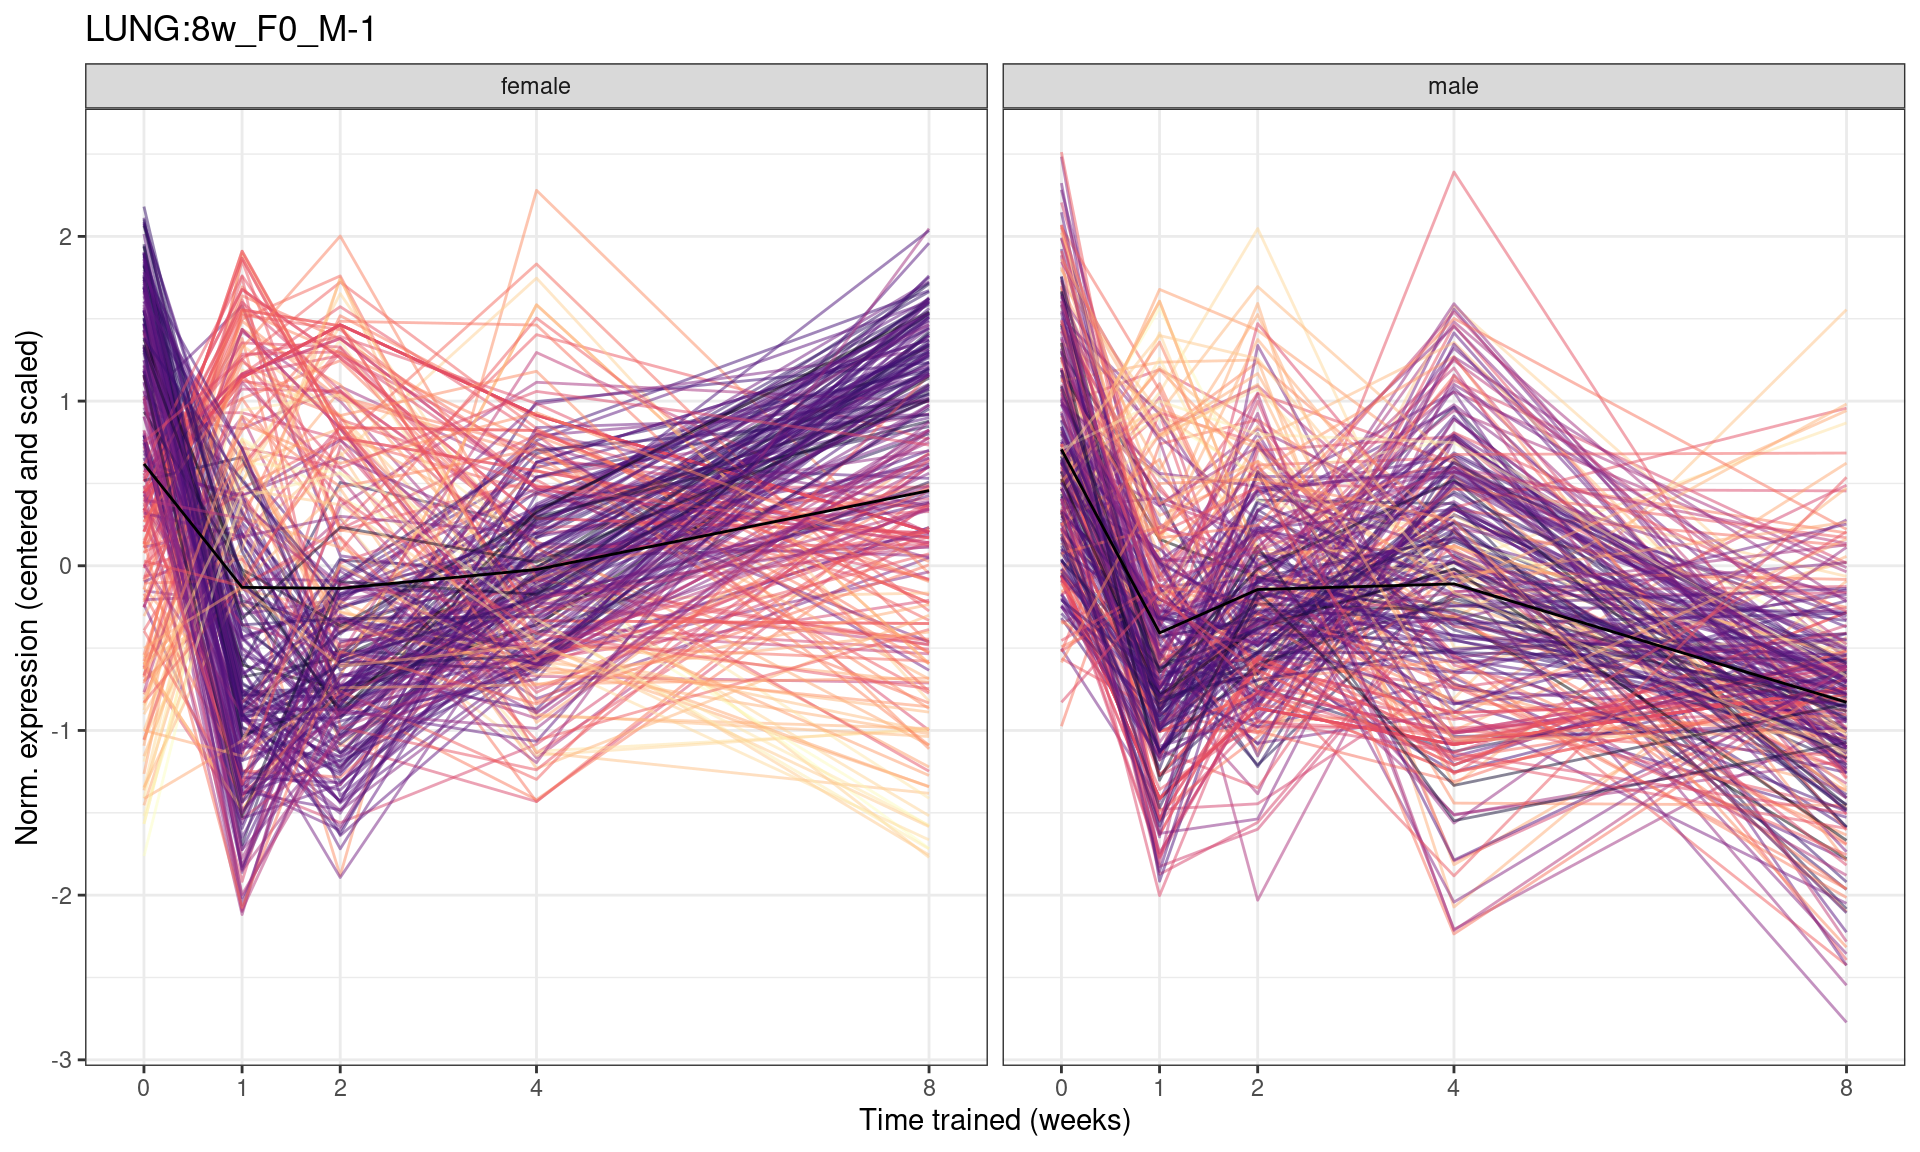 LUNG:8w_F0_M-1
female
male
Norm. expression (centered and scaled)
2
1
0
-1
-2
-3
0 1 2 4 8
0 1 2 4 8
Time trained (weeks)